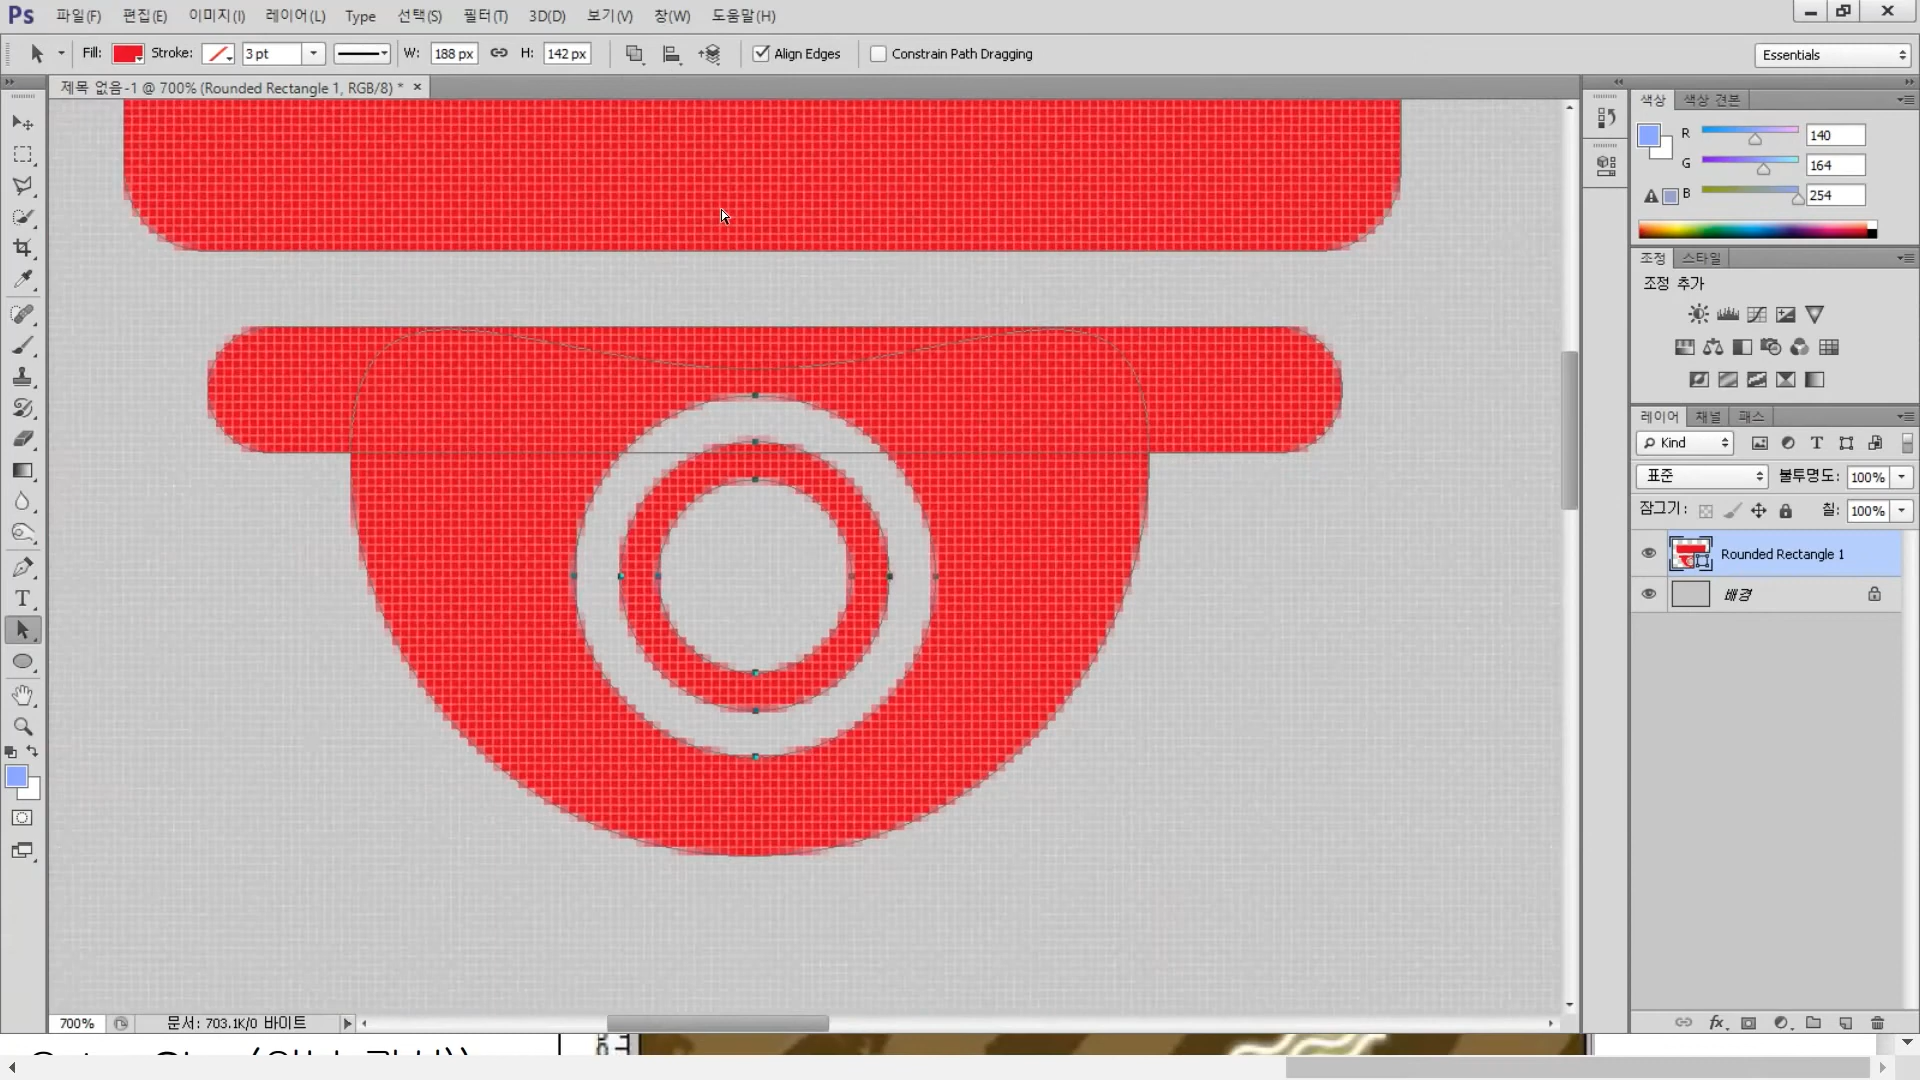 Ps 파일(F) 편집(E) 이미지(I) 레이어(L) Type 선택(S) 필터(T) 3D(D) 보기(V) 창(W) 도움말(H)
Fill: Stroke: 3 pt W: 188 px H: 142 px Align Edges Constrain Path Dragging Essentials
제목 없음-1 @ 700% (Rounded Rectangle 1, RGB/8) *
색상 색상 견본
R 140
G 164
B 254
조정 스타일
조정 추가
레이어 채널 패스
Kind
표준 불투명도: 100%
잠그기: 칠: 100%
Rounded Rectangle 1
배경
700% 문서: 703.1K/0 바이트